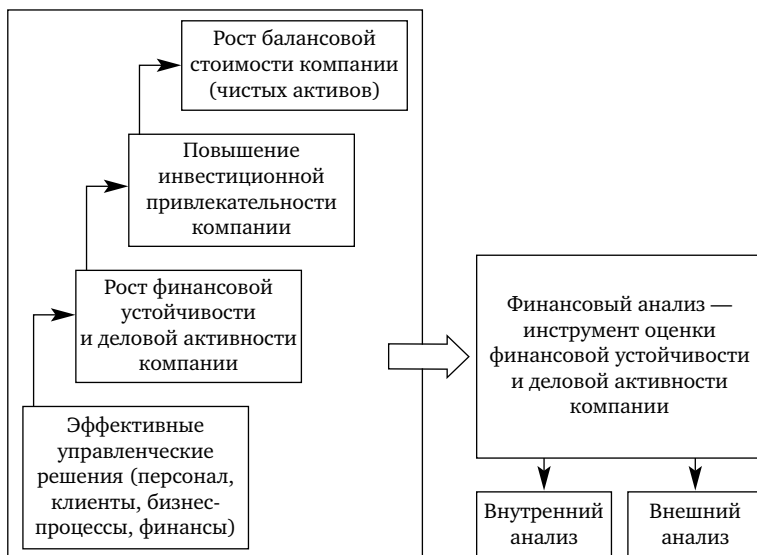 Рост балансовой
стоимости компании
(чистых активов)
Повышение
инвестиционной
привлекательности
компании
Рост финансовой
устойчивости
и деловой активности
компании
Эффективные
управленческие
решения (персонал,
клиенты, бизнес-
процессы, финансы)
Финансовый анализ —
инструмент оценки
финансовой устойчивости
и деловой активности
компании
Внутренний
анализ
Внешний
анализ